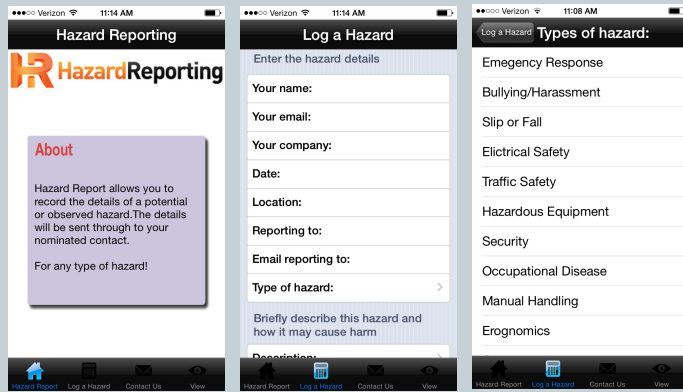 Verizon 11:14 AM
Hazard Reporting
HR HazardReporting
About
Hazard Report allows you to
record the details of a potential
or observed hazard.The details
will be sent through to your
nominated contact.
For any type of hazard!
Hazard Report Log a Hazard Contact Us View
Verizon 11:14 AM
Log a Hazard
Enter the hazard details
Your name:
Your email:
Your company:
Date:
Location:
Reporting to:
Email reporting to:
Type of hazard:
Briefly describe this hazard and
how it may cause harm
Description:
Hazard Report Log a Hazard Contact Us View
Verizon 11:08 AM
Log a Hazard Types of hazard:
Emegency Response
Bullying/Harassment
Slip or Fall
Elictrical Safety
Traffic Safety
Hazardous Equipment
Security
Occupational Disease
Manual Handling
Erognomics
Hazard Report Log a Hazard Contact Us View